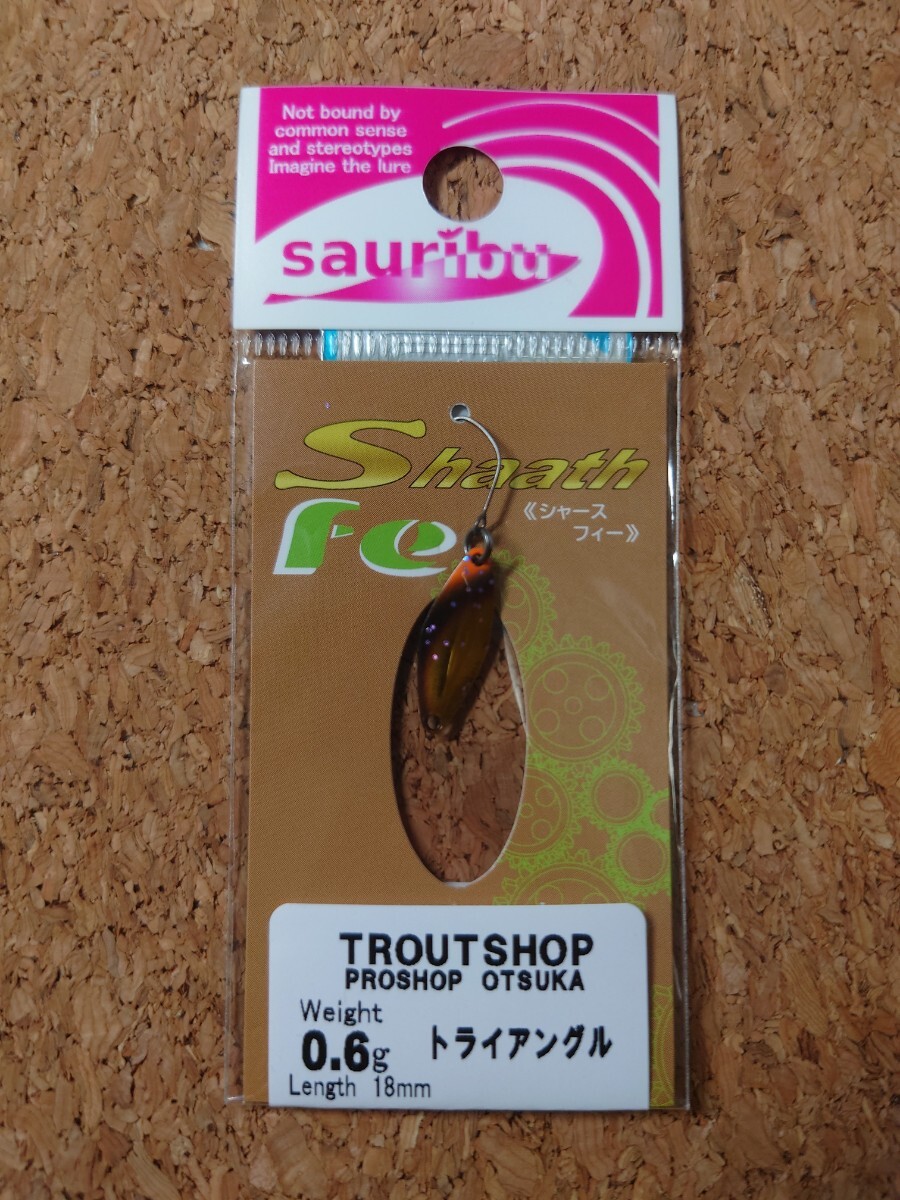 Not bound by
common sense
and stereotypes
Imagine the lure
sauribu
Shaath
Fe
《シャース
フィー》
TROUTSHOP
PROSHOP OTSUKA
Weight
0.6g
トライアングル
Length 18mm